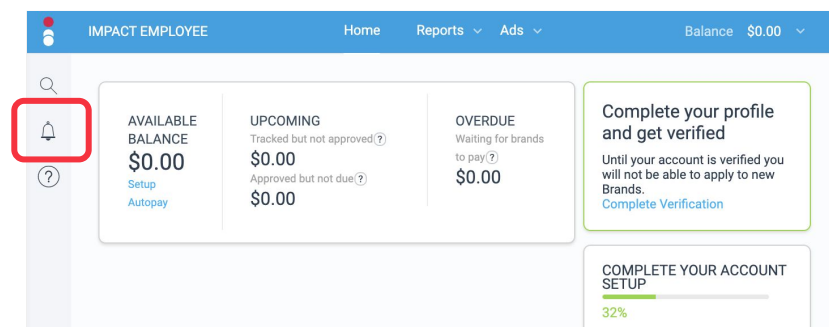 IMPACT EMPLOYEE
Home
Reports
Ads
Balance $0.00
AVAILABLE
BALANCE
$0.00
Setup
Autopay
UPCOMING
Tracked but not approved ?
$0.00
Approved but not due ?
$0.00
OVERDUE
Waiting for brands
to pay ?
$0.00
Complete your profile
and get verified
Until your account is verified you
will not be able to apply to new
Brands.
Complete Verification
COMPLETE YOUR ACCOUNT
SETUP
32%
?